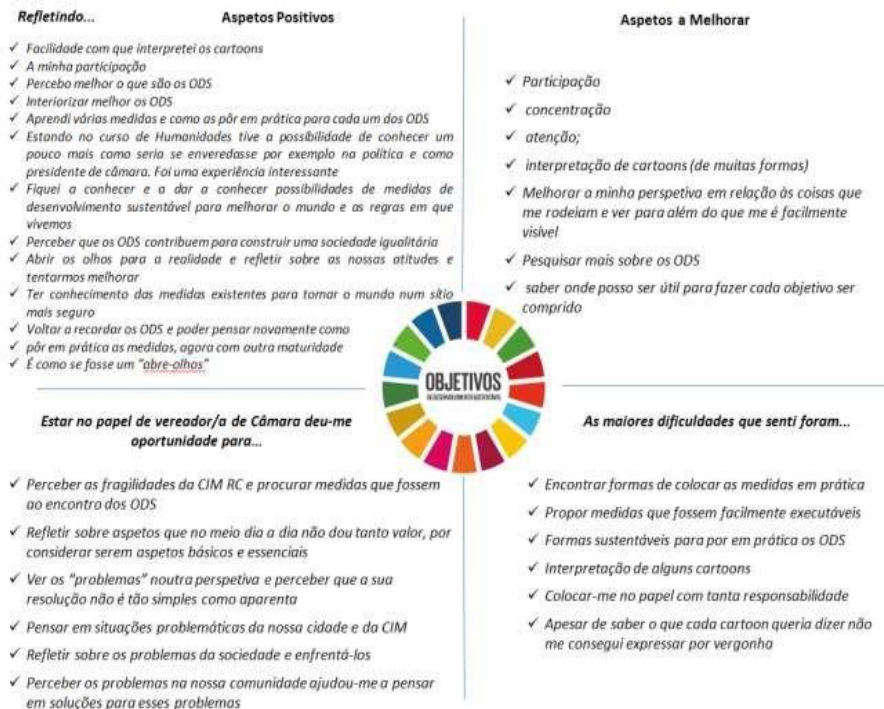 Refletindo...
Aspetos Positivos
✓ Facilidade com que interpretei os cartoons
✓ A minha participação
✓ Percebo melhor o que são os ODS
✓ Interiorizar melhor os ODS
✓ Aprendi várias medidas e como as pôr em prática para cada um dos ODS
✓ Estando no curso de Humanidades tive a possibilidade de conhecer um
pouco mais como seria se enveredasse por exemplo na política e como
presidente de câmara. Foi uma experiência interessante
✓ Fiquei a conhecer e a dar a conhecer possibilidades de medidas de
desenvolvimento sustentável para melhorar o mundo e as regras em que
vivemos
✓ Perceber que os ODS contribuem para construir uma sociedade igualitária
✓ Abrir os olhos para a realidade e refletir sobre as nossas atitudes e
tentarmos melhorar
✓ Ter conhecimento das medidas existentes para tornar o mundo num sítio
mais seguro
✓ Voltar a recordar os ODS e poder pensar novamente como
✓ pôr em prática as medidas, agora com outra maturidade
✓ É como se fosse um "abre-olhos"
Aspetos a Melhorar
✓ Participação
✓ concentração
✓ atenção;
✓ interpretação de cartoons (de muitas formas)
✓ Melhorar a minha perspetiva em relação às coisas que
me rodeiam e ver para além do que me é facilmente
visível
✓ Pesquisar mais sobre os ODS
✓ saber onde posso ser útil para fazer cada objetivo ser
comprido
OBJETIVOS
DE DESENVOLVIMENTO SUSTENTÁVEL
Estar no papel de vereador/a de Câmara deu-me
oportunidade para...
✓ Perceber as fragilidades da CIM RC e procurar medidas que fossem
ao encontro dos ODS
✓ Refletir sobre aspetos que no meio dia a dia não dou tanto valor, por
considerar serem aspetos básicos e essenciais
✓ Ver os "problemas" noutra perspetiva e perceber que a sua
resolução não é tão simples como aparenta
✓ Pensar em situações problemáticas da nossa cidade e da CIM
✓ Refletir sobre os problemas da sociedade e enfrentá-los
✓ Perceber os problemas na nossa comunidade ajudou-me a pensar
em soluções para esses problemas
As maiores dificuldades que senti foram...
✓ Encontrar formas de colocar as medidas em prática
✓ Propor medidas que fossem facilmente executáveis
✓ Formas sustentáveis para por em prática os ODS
✓ Interpretação de alguns cartoons
✓ Colocar-me no papel com tanta responsabilidade
✓ Apesar de saber o que cada cartoon queria dizer não
me consegui expressar por vergonha